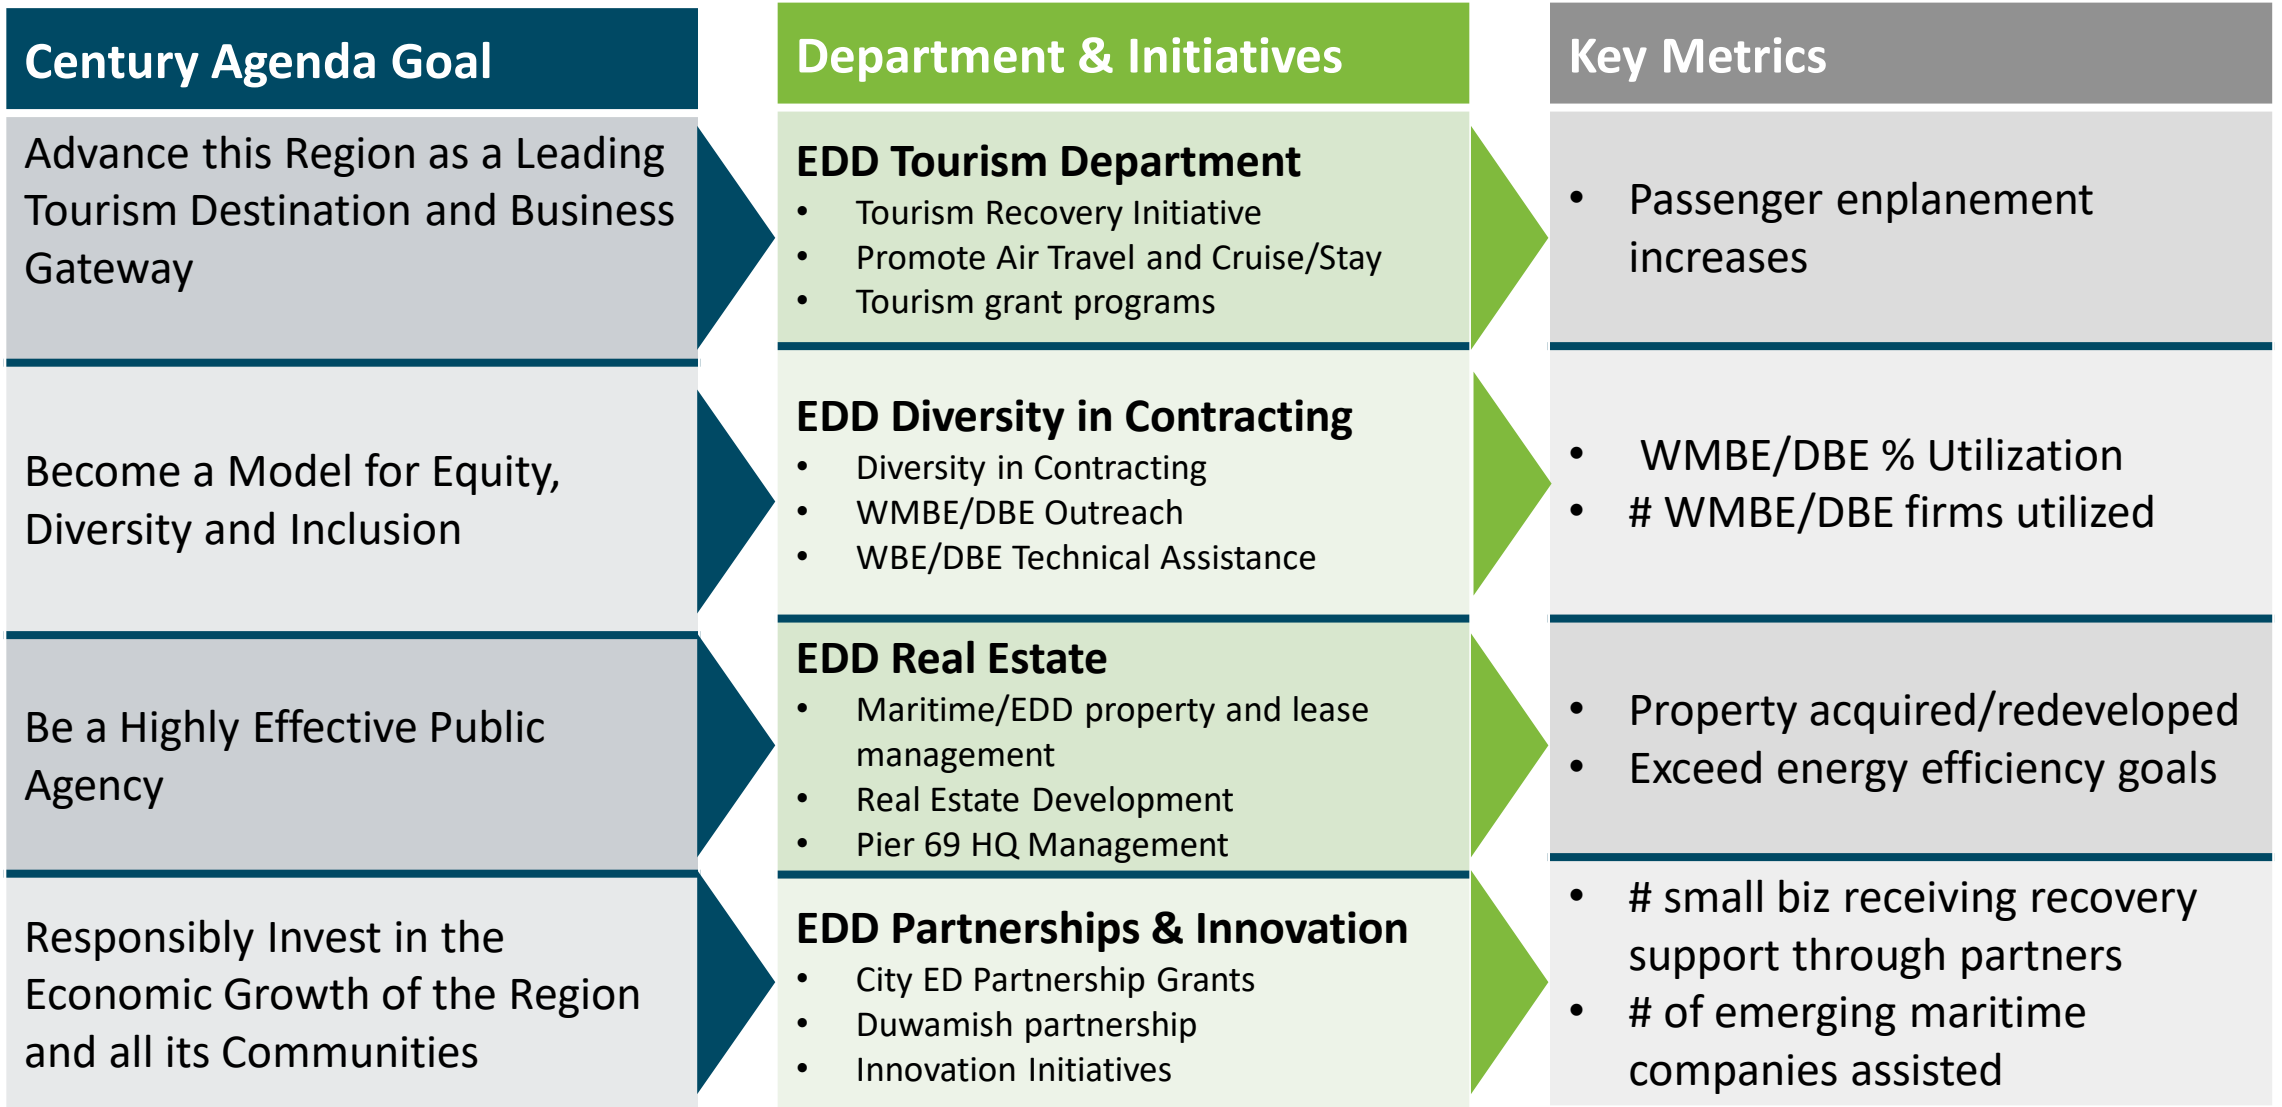 Century Agenda Goal
Department & Initiatives
Key Metrics
Advance this Region as a Leading
Tourism Destination and Business
Gateway
EDD Tourism Department
• Tourism Recovery Initiative
• Promote Air Travel and Cruise/Stay
• Tourism grant programs
• Passenger enplanement
increases
Become a Model for Equity,
Diversity and Inclusion
EDD Diversity in Contracting
• Diversity in Contracting
• WMBE/DBE Outreach
• WBE/DBE Technical Assistance
• WMBE/DBE % Utilization
• # WMBE/DBE firms utilized
Be a Highly Effective Public
Agency
EDD Real Estate
• Maritime/EDD property and lease
management
• Real Estate Development
• Pier 69 HQ Management
• Property acquired/redeveloped
• Exceed energy efficiency goals
Responsibly Invest in the
Economic Growth of the Region
and all its Communities
EDD Partnerships & Innovation
• City ED Partnership Grants
• Duwamish partnership
• Innovation Initiatives
• # small biz receiving recovery
support through partners
• # of emerging maritime
companies assisted